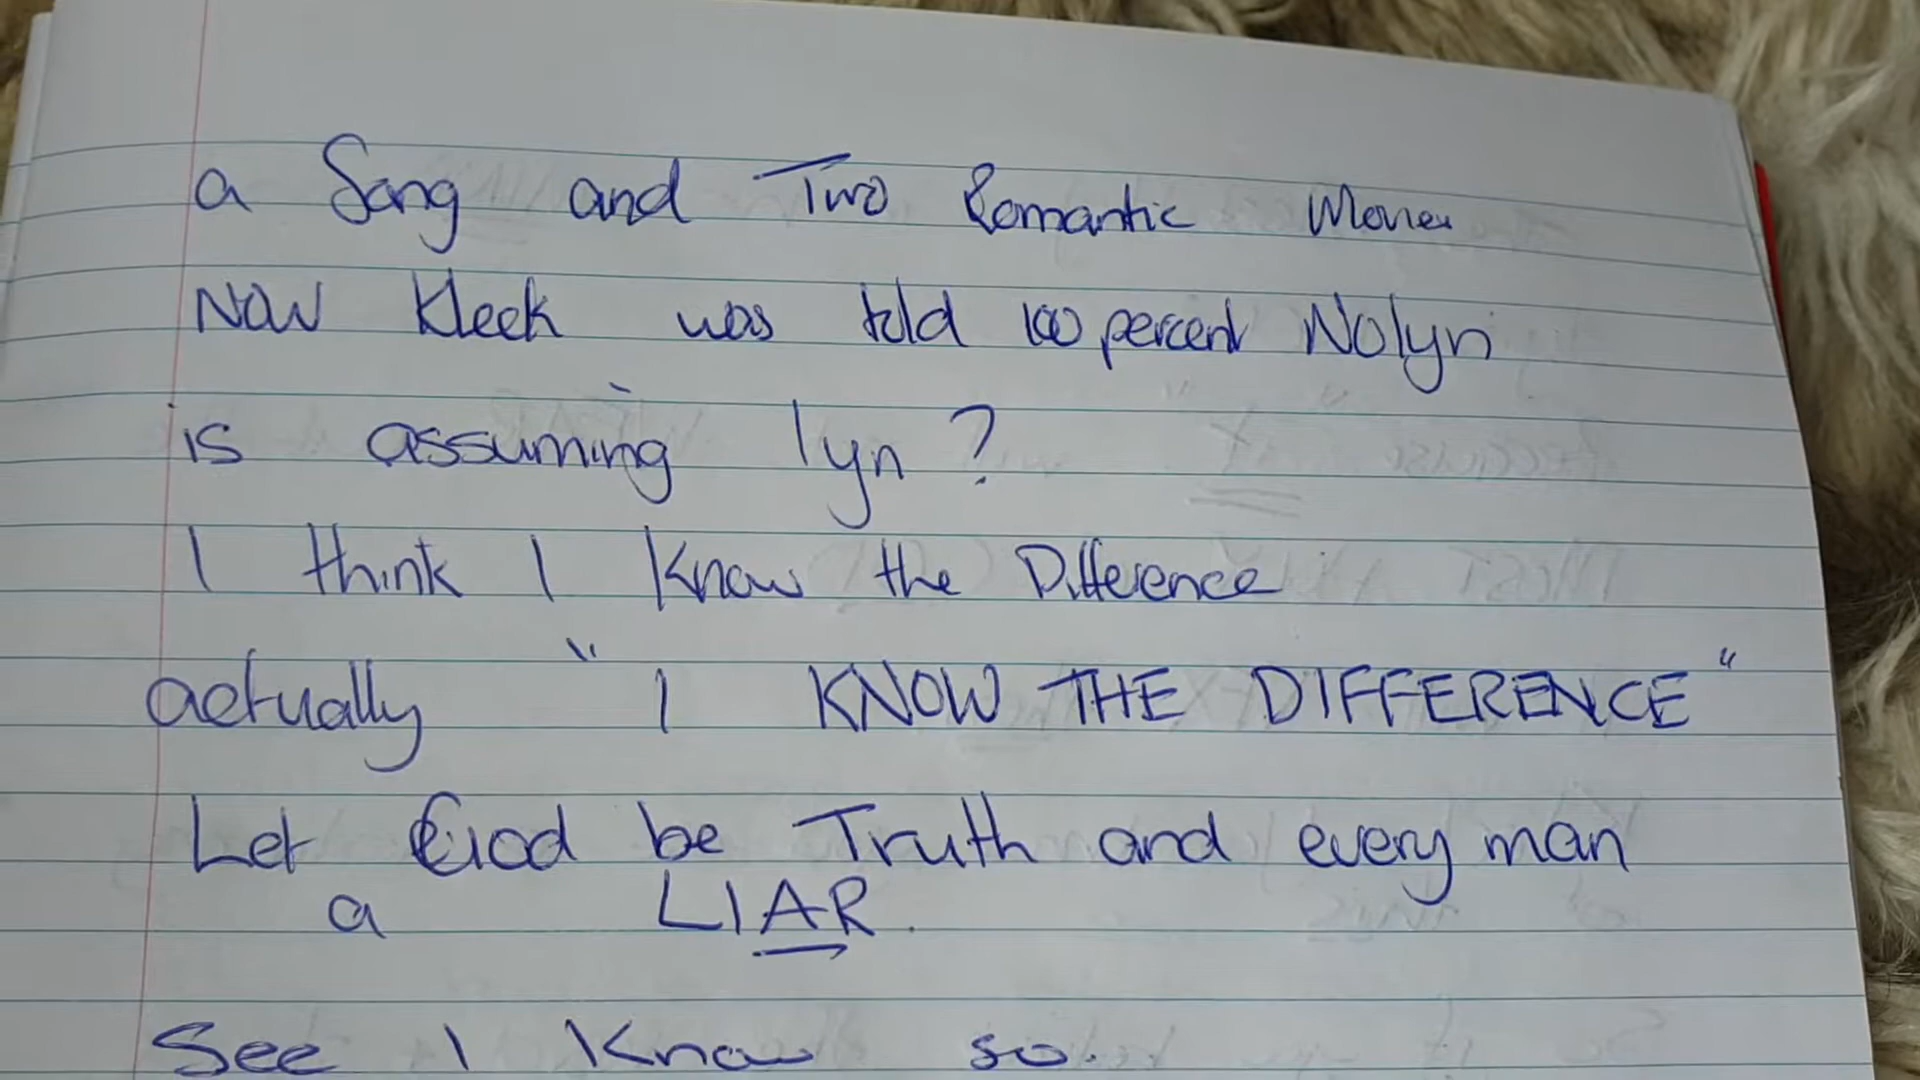 a Song and Two Romantic Movies
NOW Kleek was told 100 percent Nolyn
is assuming lyn ?
I think I Know the Difference
actually " I KNOW THE DIFFERENCE "
Let God be Truth and every man
a LIAR.
See I Know so.